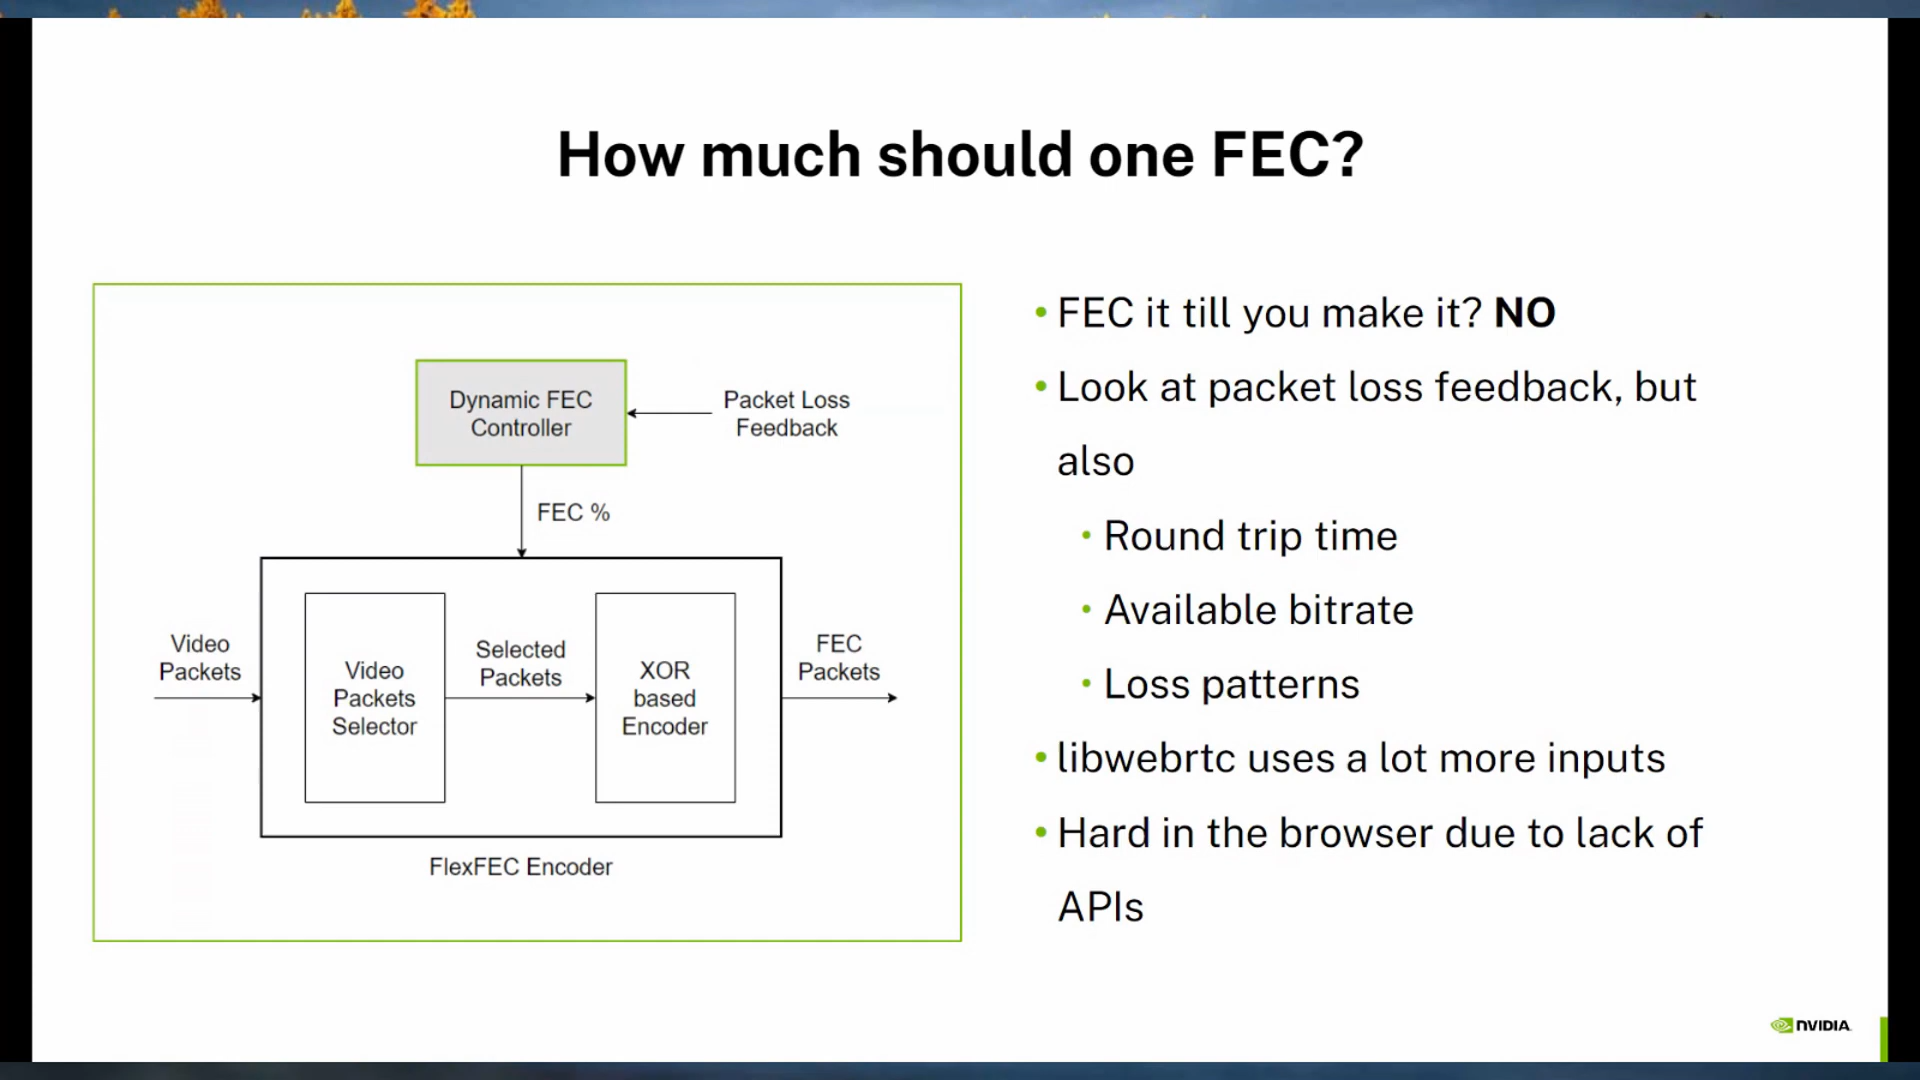 How much should one FEC?
Dynamic FEC
Controller
Packet Loss
Feedback
FEC %
Video
Packets
Video
Packets
Selector
Selected
Packets
XOR
based
Encoder
FEC
Packets
FlexFEC Encoder
• FEC it till you make it? NO
• Look at packet loss feedback, but
also
• Round trip time
• Available bitrate
• Loss patterns
• libwebrtc uses a lot more inputs
• Hard in the browser due to lack of
APIs
NVIDIA